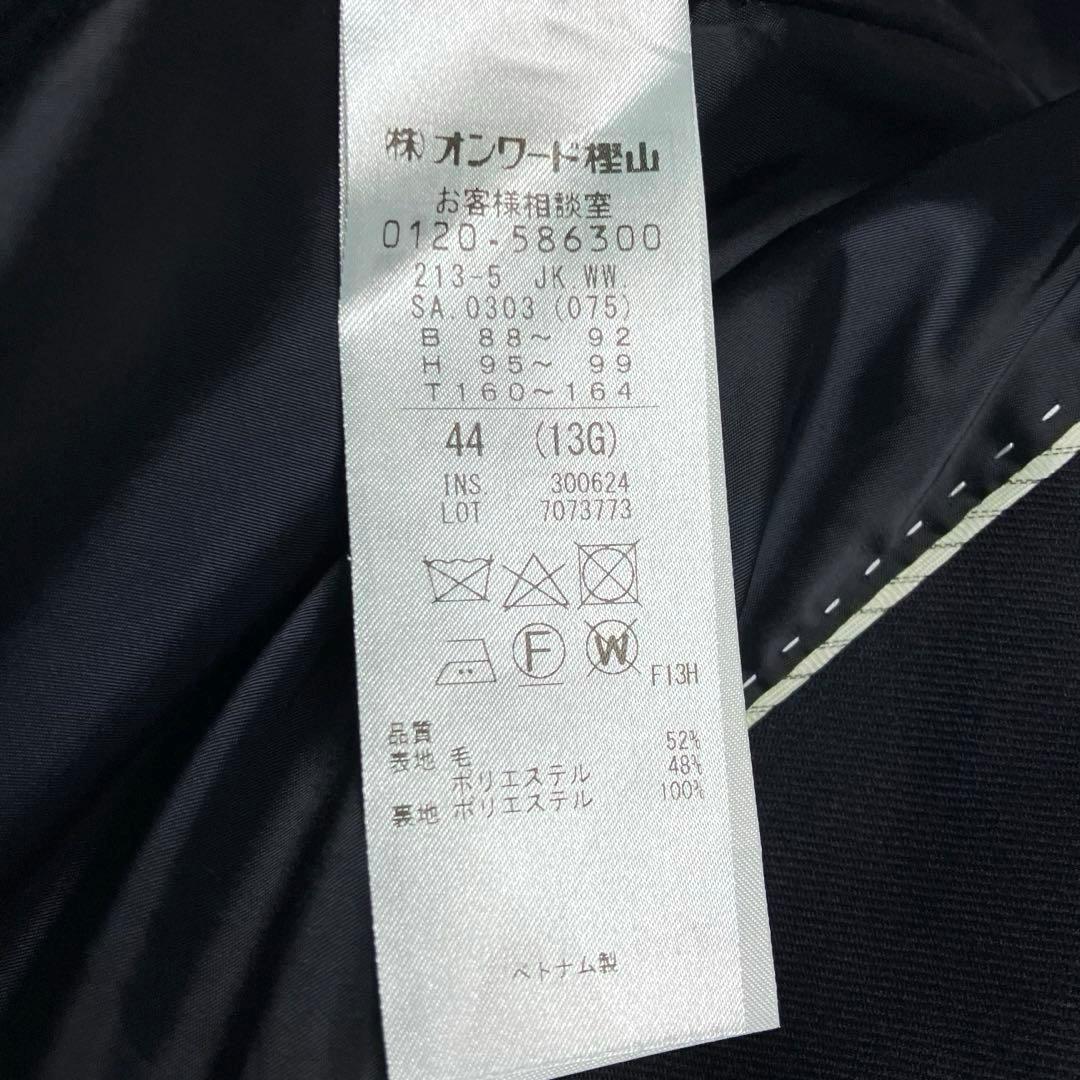 (株)オンワード樫山
お客様相談室
0120-586300
213-5 JK.WW.
SA.0303 (075)
B 88～ 92
H 95～ 99
T160～164
44 (13G)
INS 300624
LOT 7073773
F W F13H
品質
表地 毛 52%
ポリエステル 48%
裏地 ポリエステル 100%
ベトナム製